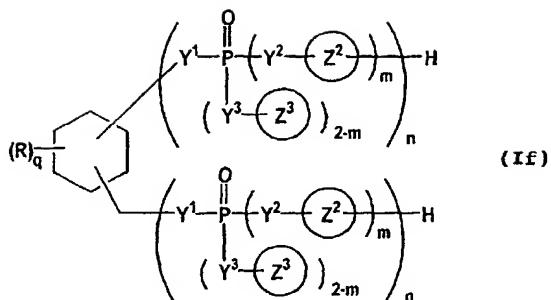 O
Y¹ P Y² Z² m H
Y³ Z³ 2-m n
(R)q (If)
O
Y¹ P Y² Z² m H
Y³ Z³ 2-m n